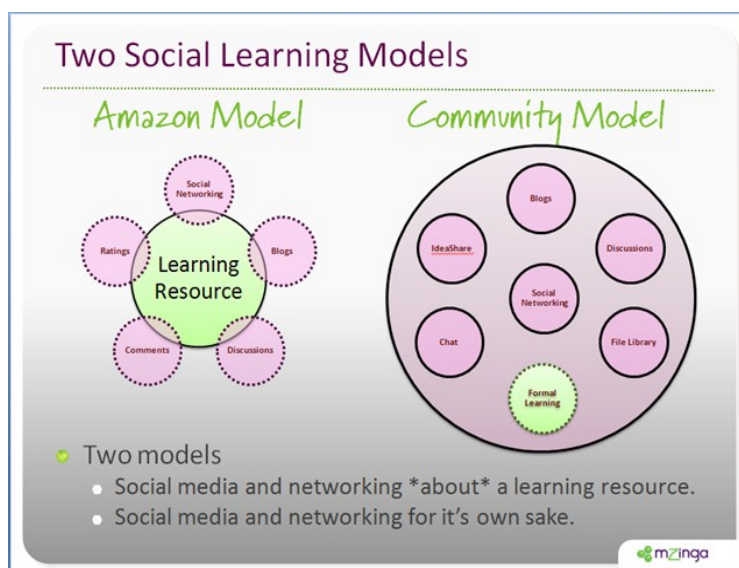 Two Social Learning Models
Amazon Model
Community Model
Social
Networking
Ratings
Blogs
Learning
Resource
Comments
Discussions
Blogs
IdeaShare
Discussions
Social
Networking
Chat
File Library
Formal
Learning
Two models
Social media and networking *about* a learning resource.
Social media and networking for it's own sake.
mzinga